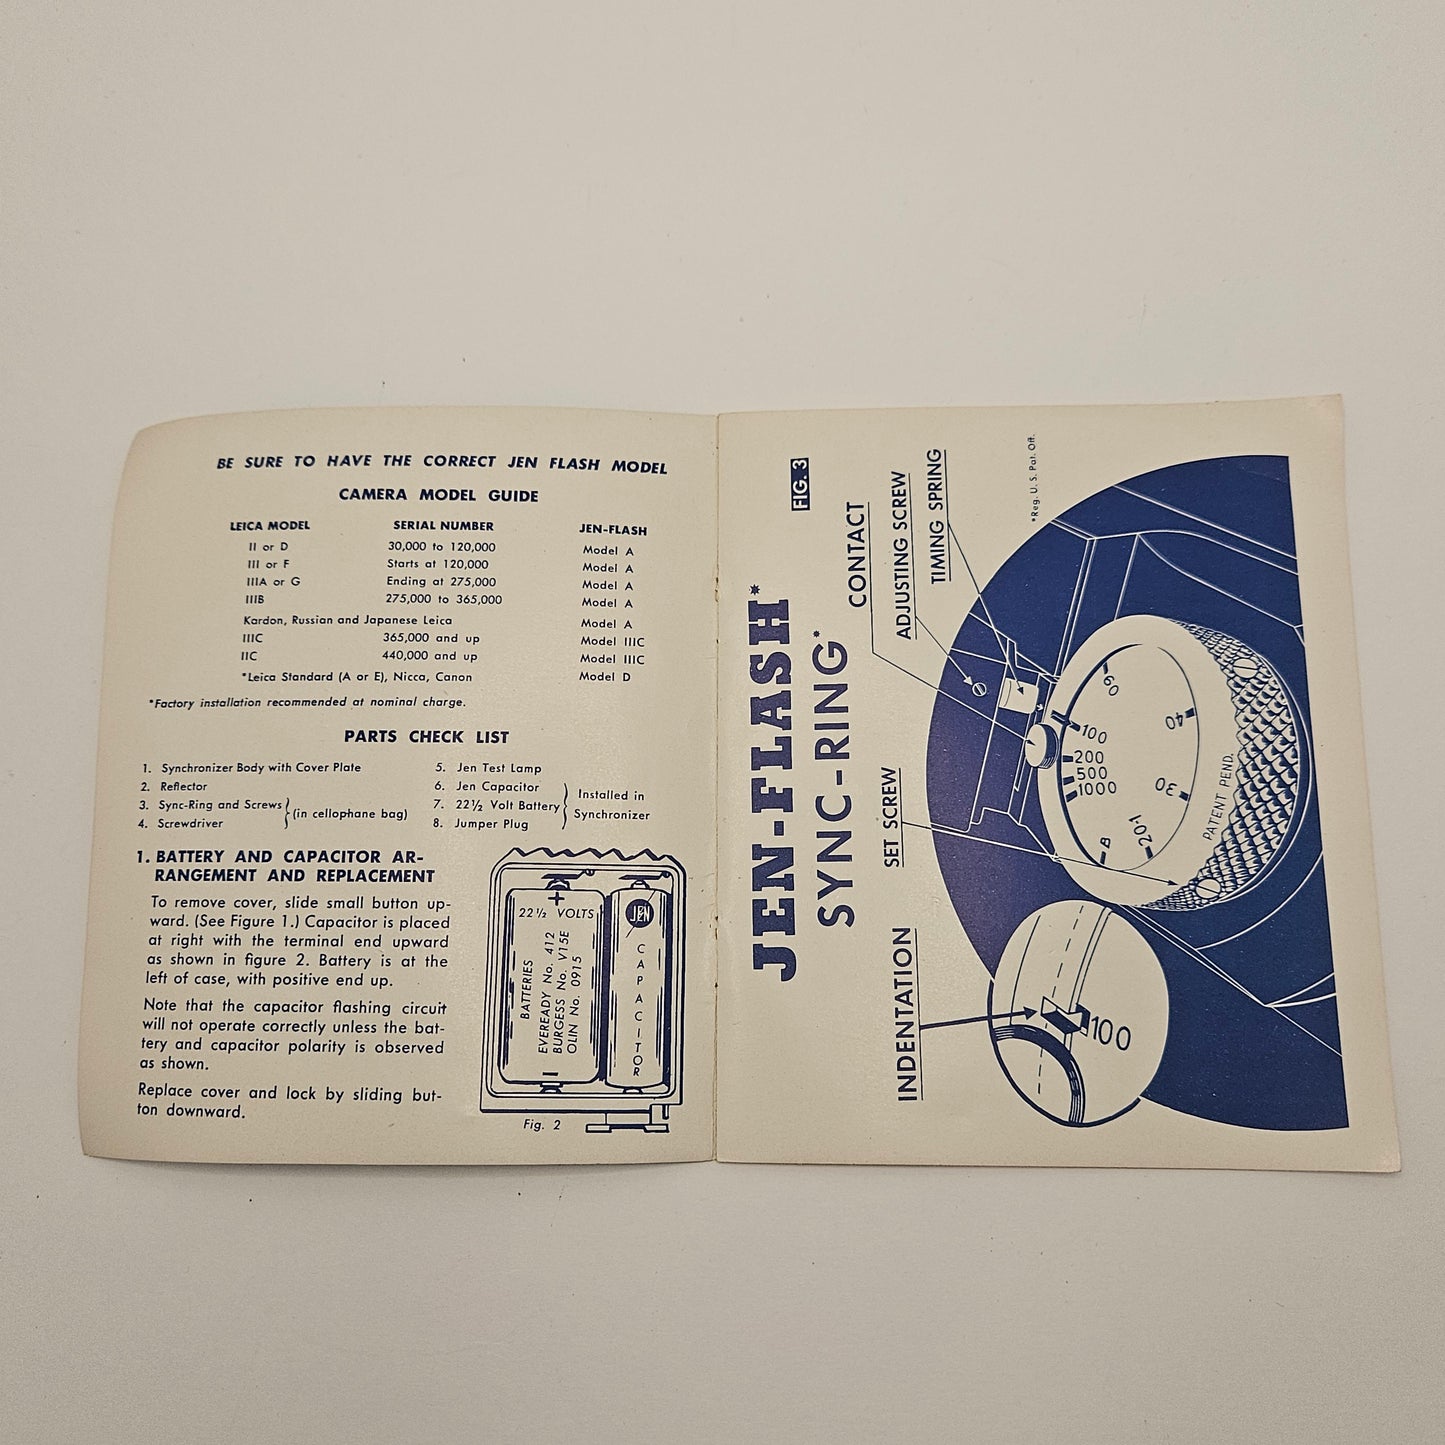 BE SURE TO HAVE THE CORRECT JEN FLASH MODEL
CAMERA MODEL GUIDE
LEICA MODEL SERIAL NUMBER JEN-FLASH
II or D 30,000 to 120,000 Model A
III or F Starts at 120,000 Model A
IIIA or G Ending at 275,000 Model A
IIIB 275,000 to 365,000 Model A
Kardon, Russian and Japanese Leica Model A
IIIC 365,000 and up Model IIIC
IIC 440,000 and up Model IIIC
*Leica Standard (A or E), Nicca, Canon Model D
*Factory installation recommended at nominal charge.
PARTS CHECK LIST
1. Synchronizer Body with Cover Plate
2. Reflector
3. Sync-Ring and Screws
4. Screwdriver
(in cellophane bag)
5. Jen Test Lamp
6. Jen Capacitor
7. 22½ Volt Battery
8. Jumper Plug
Installed in
Synchronizer
1. BATTERY AND CAPACITOR AR-
RANGEMENT AND REPLACEMENT
To remove cover, slide small button up-
ward. (See Figure 1.) Capacitor is placed
at right with the terminal end upward
as shown in figure 2. Battery is at the
left of case, with positive end up.
Note that the capacitor flashing circuit
will not operate correctly unless the bat-
tery and capacitor polarity is observed
as shown.
Replace cover and lock by sliding but-
ton downward.
+
22½ VOLTS
BATTERIES
EVEREADY No. 412
BURGESS No. V15E
OLIN No. 0915
−
JEN
CAPACITOR
Fig. 2
JEN-FLASH*
SYNC-RING*
FIG. 3
CONTACT
ADJUSTING SCREW
TIMING SPRING
*Reg. U. S. Pat. Off.
SET SCREW
INDENTATION
60
100
200
500
1000
40
30
20-1
B
PATENT PEND.
100